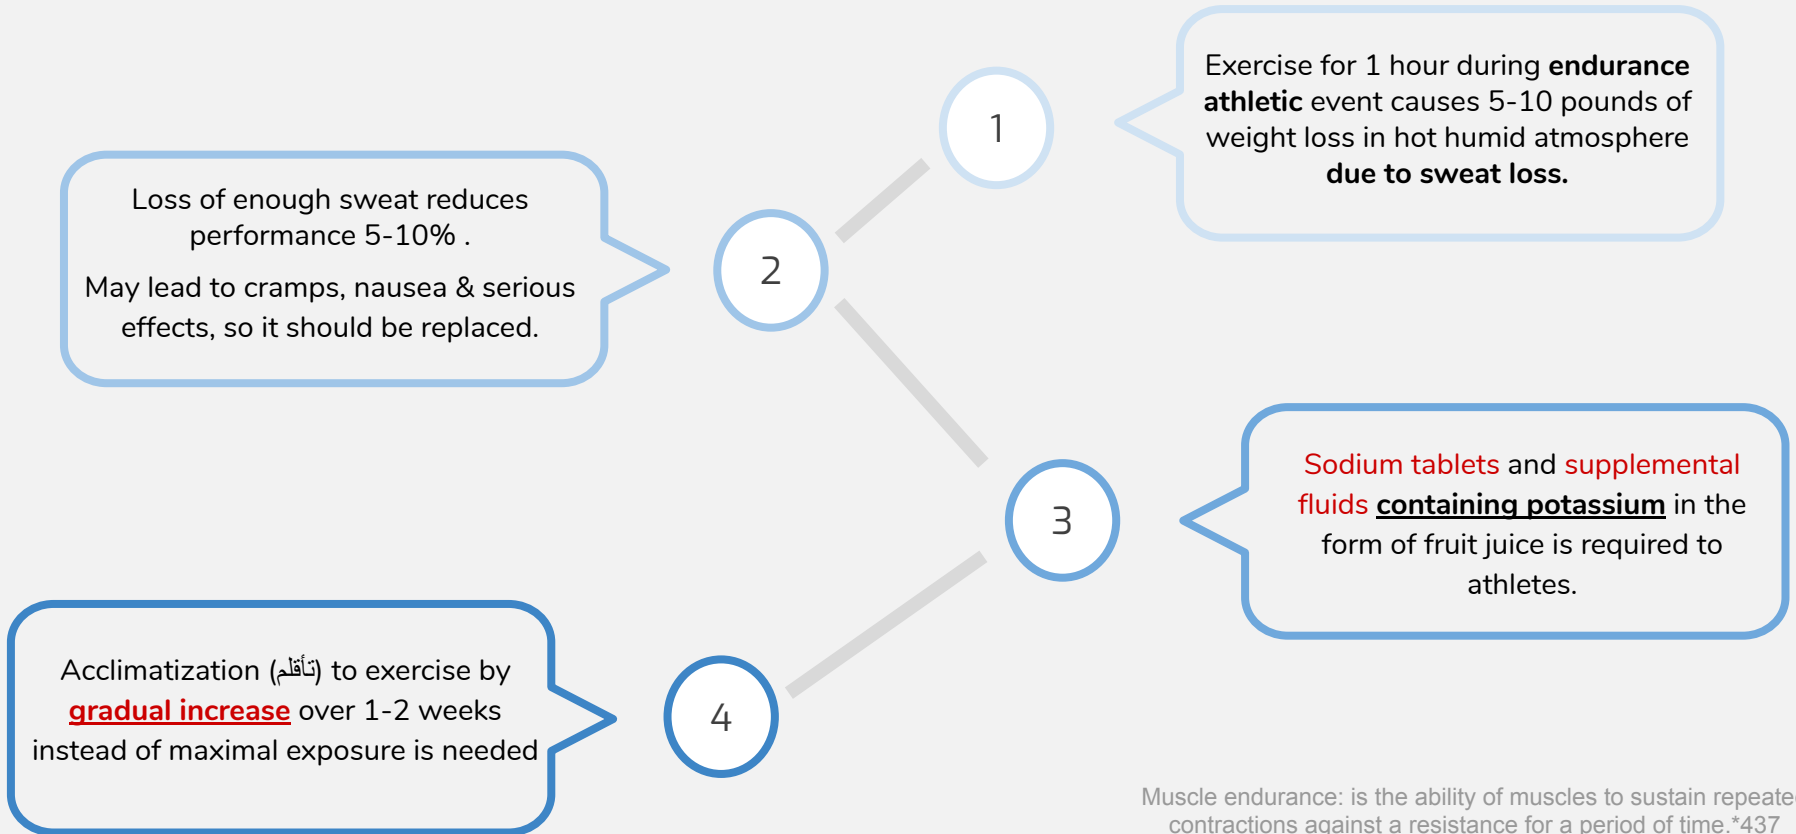 1
Exercise for 1 hour during endurance
athletic event causes 5-10 pounds of
weight loss in hot humid atmosphere
due to sweat loss.
2
Loss of enough sweat reduces
performance 5-10% .
May lead to cramps, nausea & serious
effects, so it should be replaced.
3
Sodium tablets and supplemental
fluids containing potassium in the
form of fruit juice is required to
athletes.
4
Acclimatization (تأقلم) to exercise by
gradual increase over 1-2 weeks
instead of maximal exposure is needed
Muscle endurance: is the ability of muscles to sustain repeate
contractions against a resistance for a period of time.*437